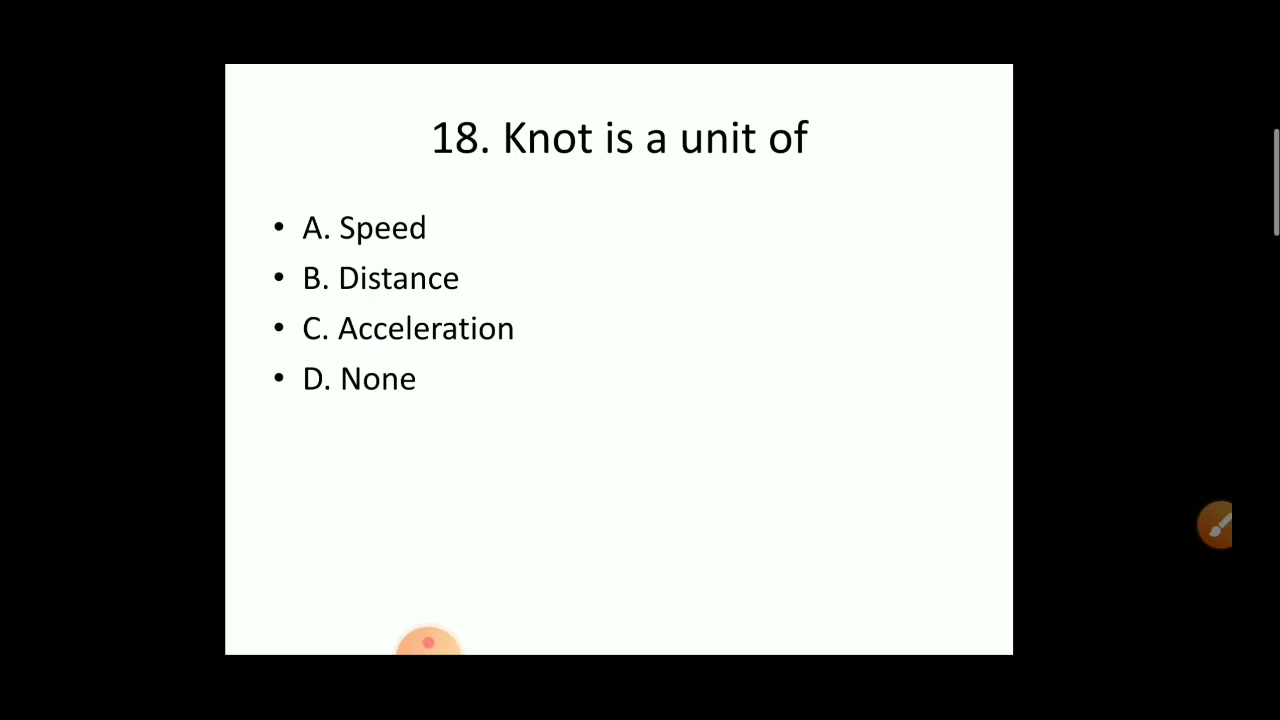 18. Knot is a unit of
• A. Speed
• B. Distance
• C. Acceleration
• D. None